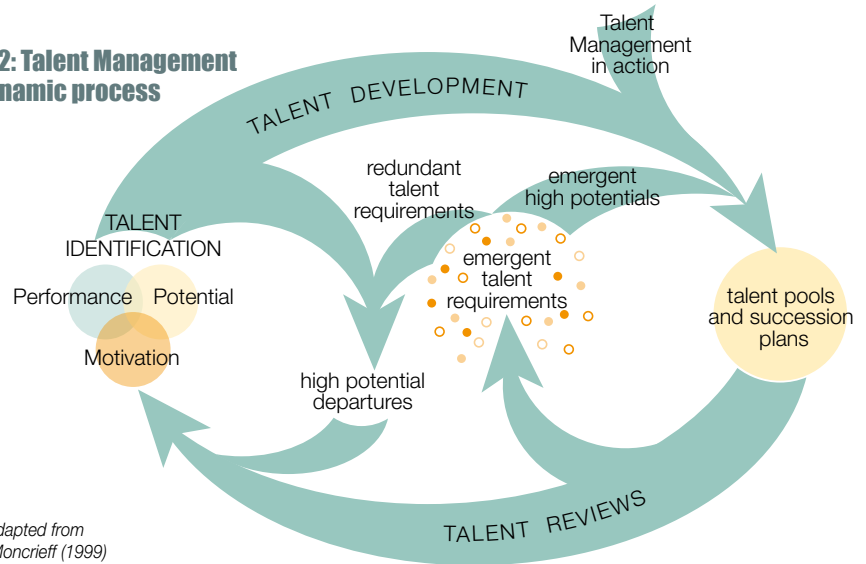 2: Talent Management
namic process
Talent
Management
in action
TALENT DEVELOPMENT
redundant
talent
requirements
emergent
high potentials
TALENT
IDENTIFICATION
Performance
Potential
Motivation
emergent
talent
requirements
talent pools
and succession
plans
high potential
departures
TALENT REVIEWS
dapted from
Moncrieff (1999)